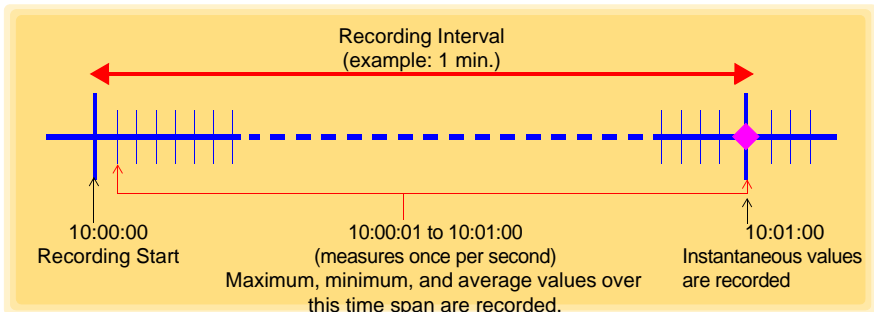 Recording Interval
(example: 1 min.)
10:00:00
Recording Start
10:00:01 to 10:01:00
(measures once per second)
Maximum, minimum, and average values over
this time span are recorded.
10:01:00
Instantaneous values
are recorded